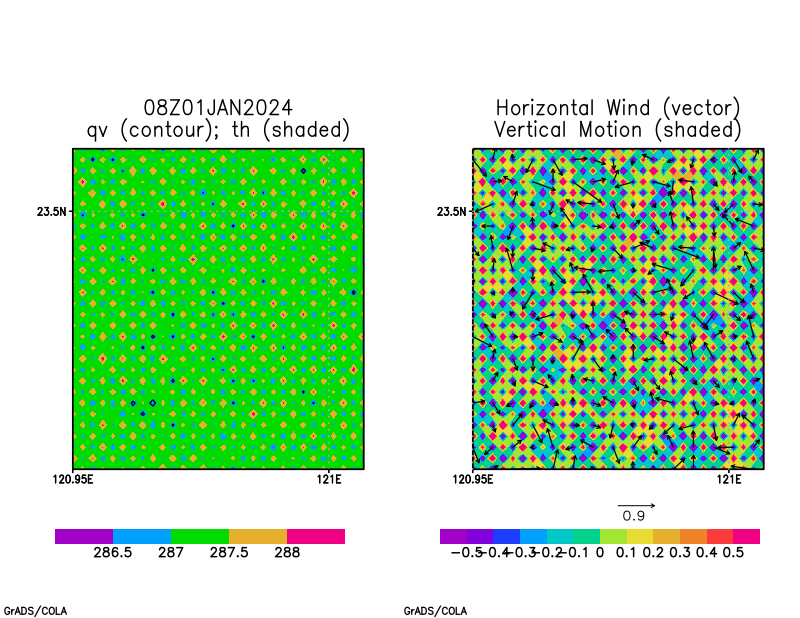 08Z01JAN2024
qv (contour); th (shaded)
23.5N
120.95E 121E
286.5 287 287.5 288
GrADS/COLA
Horizontal Wind (vector)
Vertical Motion (shaded)
23.5N
120.95E 121E
0.9
-0.5 -0.4 -0.3 -0.2 -0.1 0 0.1 0.2 0.3 0.4 0.5
GrADS/COLA